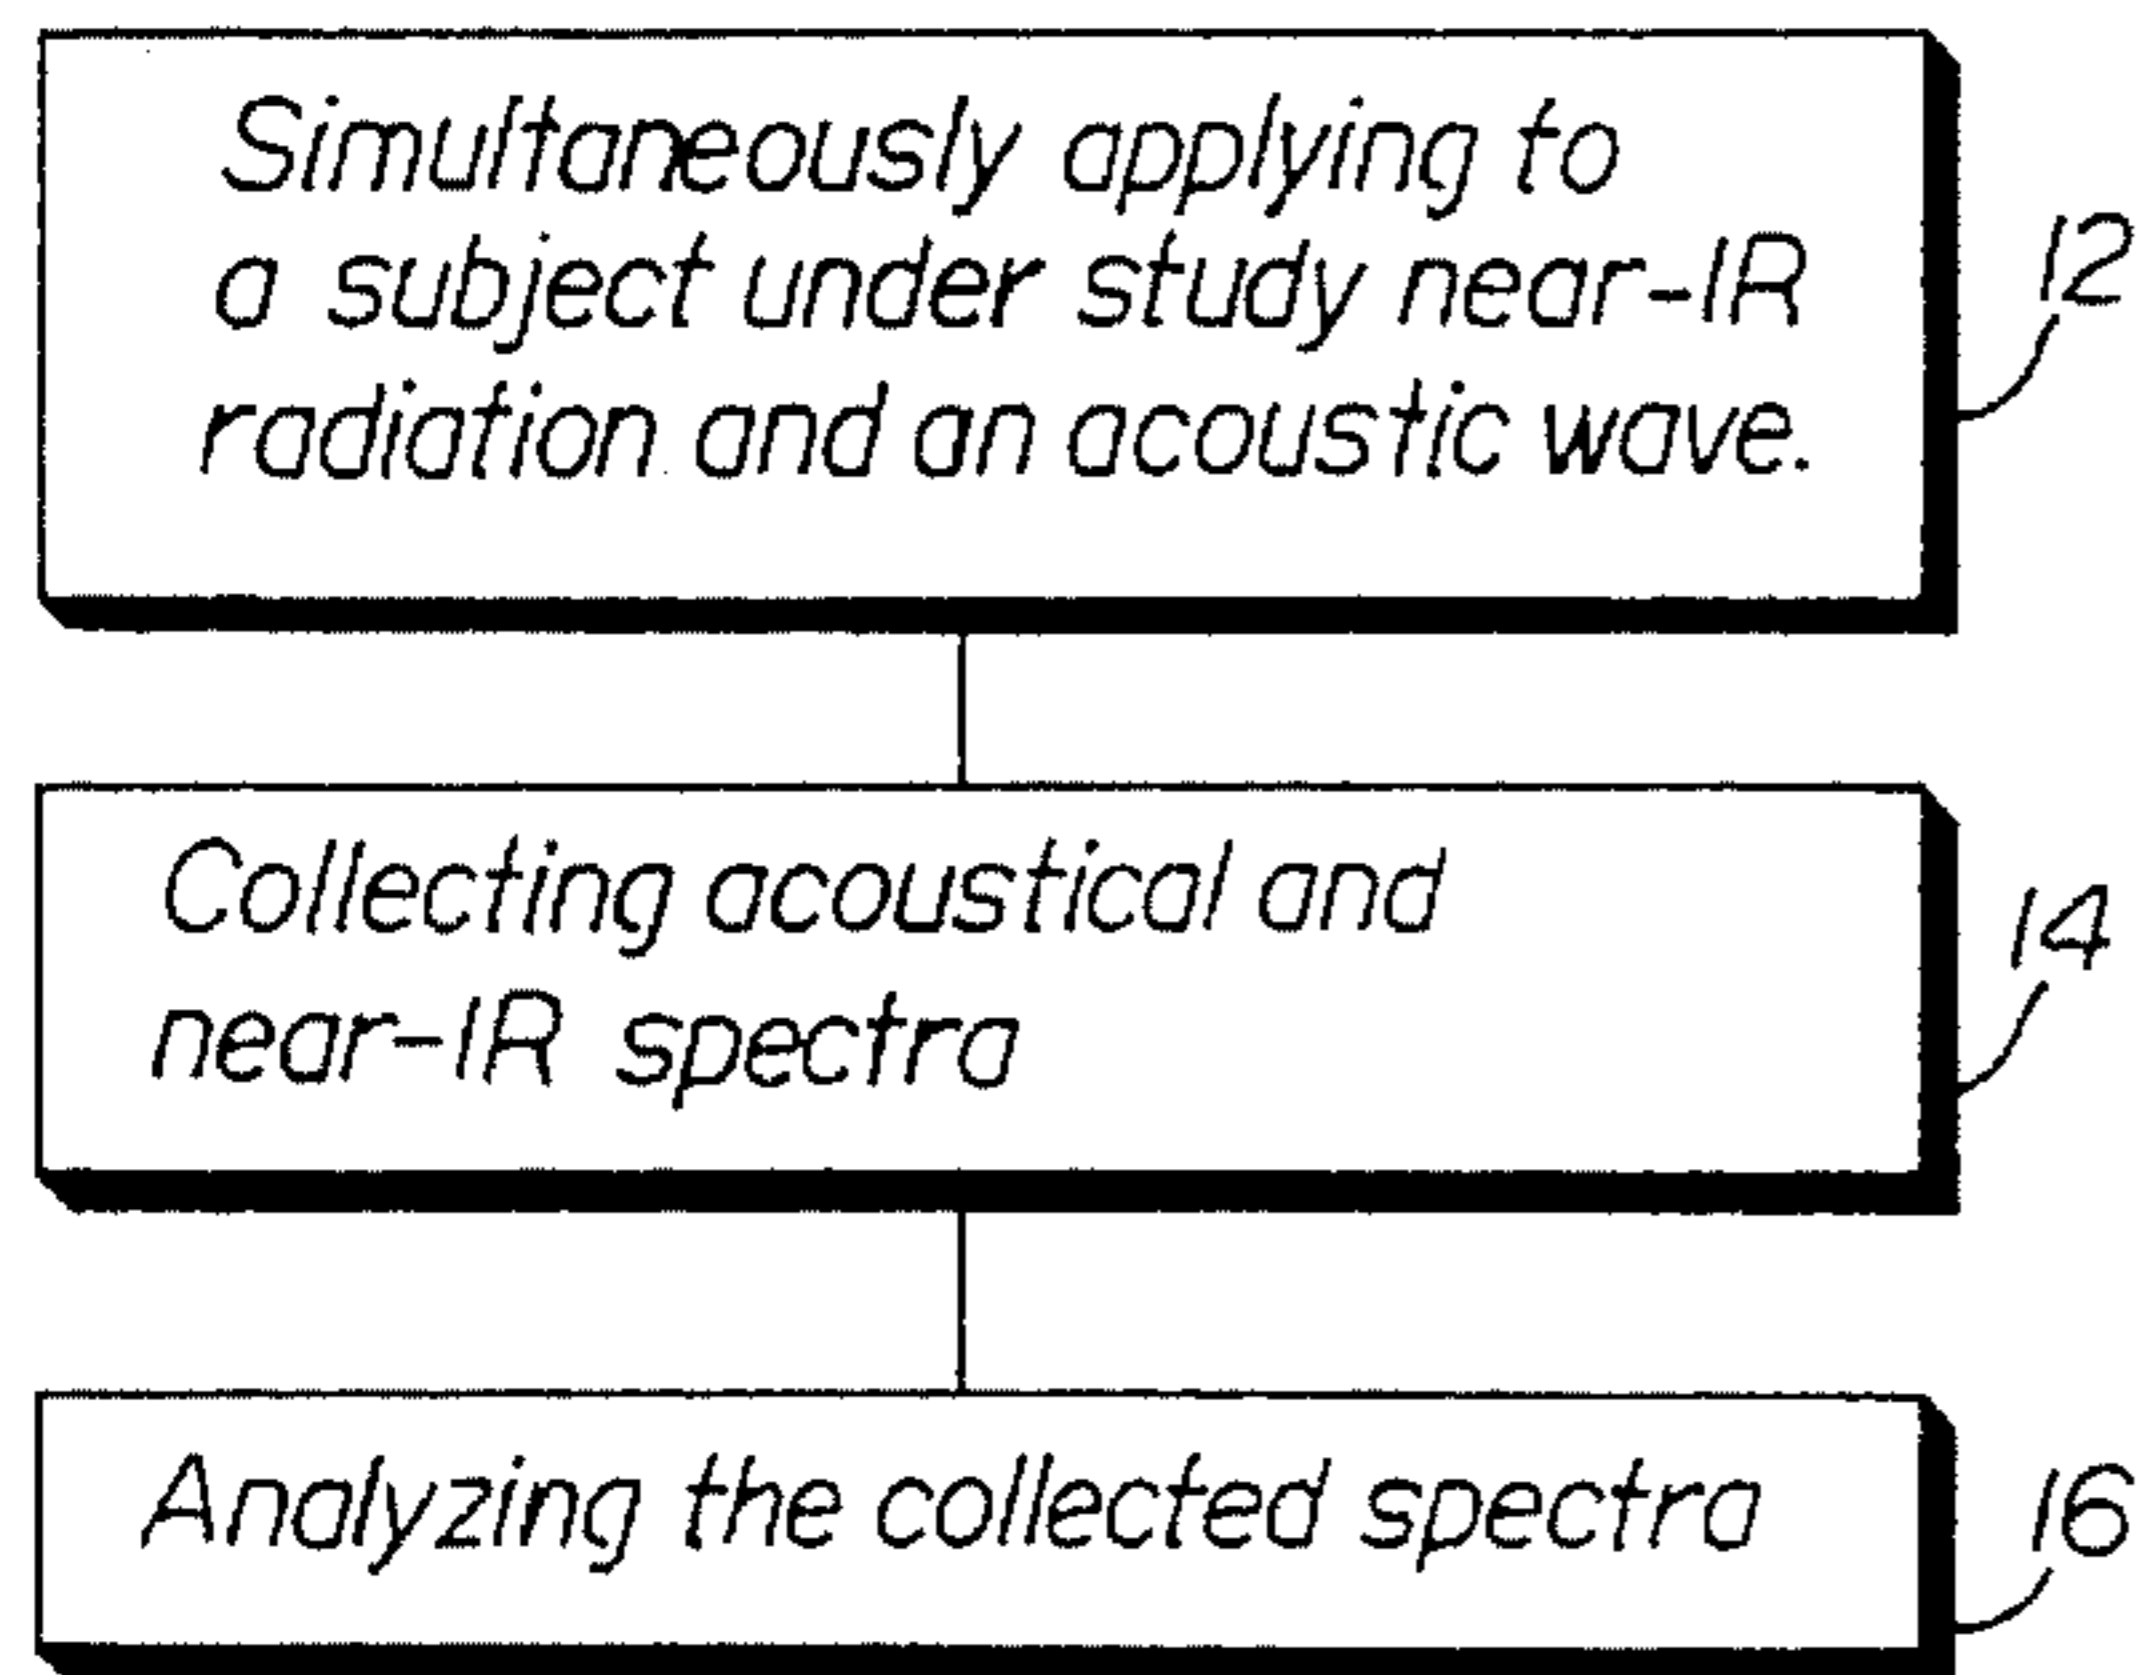 Simultaneously applying to
a subject under study near-IR
radiation and an acoustic wave.
12
Collecting acoustical and
near-IR spectra
14
Analyzing the collected spectra
16